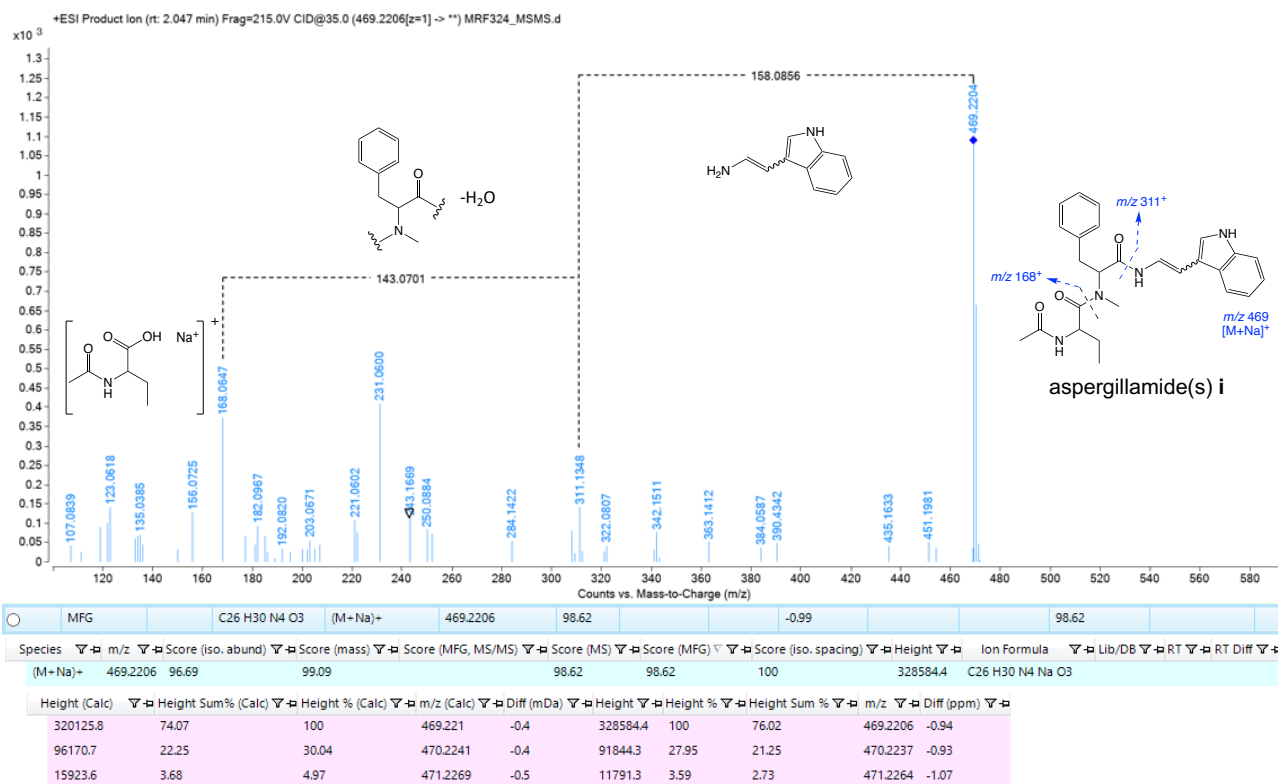 +ESI Product Ion (rt: 2.047 min) Frag=215.0V CID@35.0 (469.2206[z=1] -> **) MRF324_MSMS.d
x10 3
1.3
1.25
1.2
1.15
1.1
1.05
1
0.95
0.9
0.85
0.8
0.75
0.7
0.65
0.6
0.55
0.5
0.45
0.4
0.35
0.3
0.25
0.2
0.15
0.1
0.05
0
158.0856
469.2204
NH
H2N
O
N
-H2O
143.0701
O
OH
Na+
O
N
H
+
m/z 311+
NH
O
N
H
m/z 168+
O
N
O
N
H
m/z 469
[M+Na]+
aspergillamide(s) i
107.0839
123.0618
135.0385
156.0725
168.0647
182.0967
192.0820
203.0671
221.0602
231.0600
43.1669
250.0884
284.1422
311.1348
322.0807
342.1511
363.1412
384.0587
390.4342
435.1633
451.1981
120 140 160 180 200 220 240 260 280 300 320 340 360 380 400 420 440 460 480 500 520 540 560 580
Counts vs. Mass-to-Charge (m/z)
MFG C26 H30 N4 O3 (M+Na)+ 469.2206 98.62 -0.99 98.62
Species m/z Score (iso. abund) Score (mass) Score (MFG, MS/MS) Score (MS) Score (MFG) Score (iso. spacing) Height Ion Formula Lib/DB RT RT Diff
(M+Na)+ 469.2206 96.69 99.09 98.62 98.62 100 328584.4 C26 H30 N4 Na O3
Height (Calc) Height Sum% (Calc) Height % (Calc) m/z (Calc) Diff (mDa) Height Height % Height Sum % m/z Diff (ppm)
320125.8 74.07 100 469.221 -0.4 328584.4 100 76.02 469.2206 -0.94
96170.7 22.25 30.04 470.2241 -0.4 91844.3 27.95 21.25 470.2237 -0.93
15923.6 3.68 4.97 471.2269 -0.5 11791.3 3.59 2.73 471.2264 -1.07